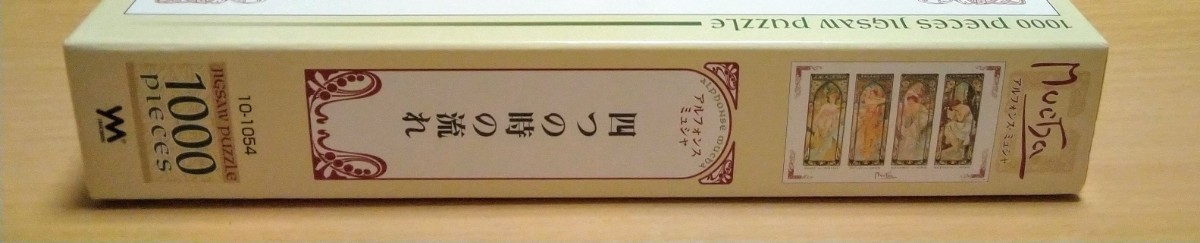 1000 pieces jigsaw puzzle
Mucha
アルフォンス・ミュシャ
ALPHONSE MUCHA
アルフォンス
ミュシャ
四つの時の流れ
10-1054
jigsaw puzzle
1000
pieces